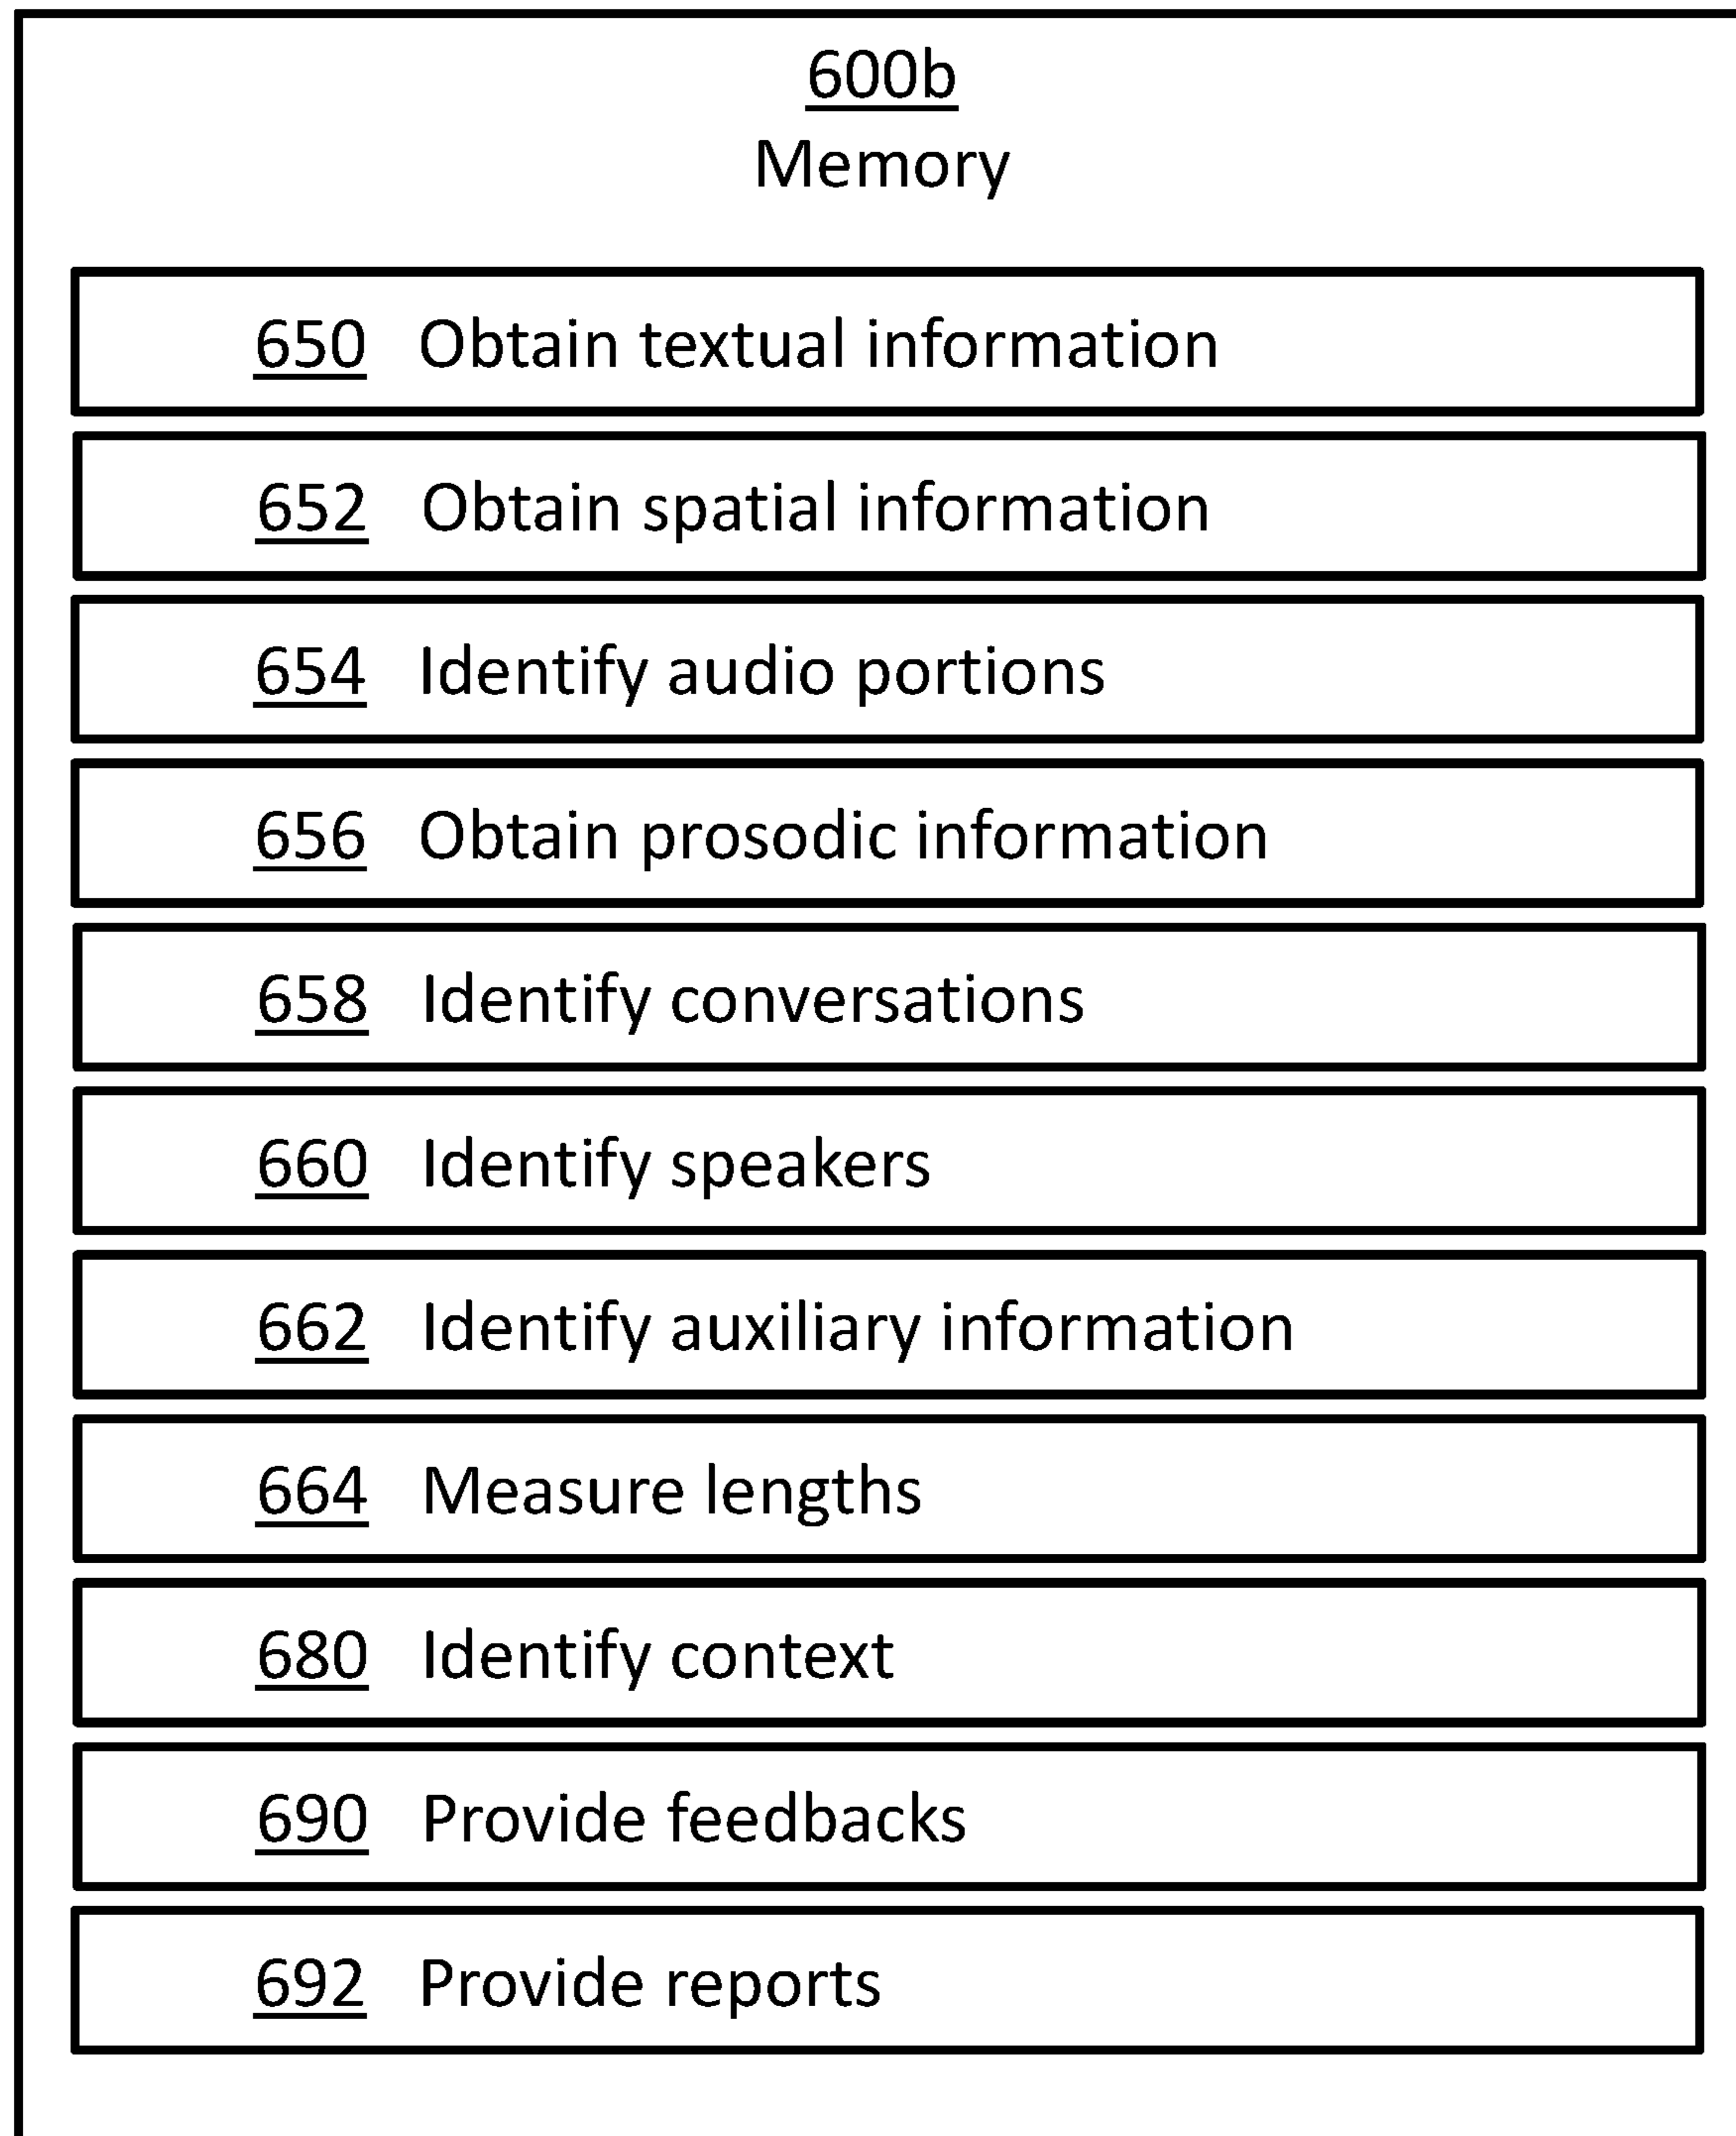 600b
Memory
650 Obtain textual information
652 Obtain spatial information
654 Identify audio portions
656 Obtain prosodic information
658 Identify conversations
660 Identify speakers
662 Identify auxiliary information
664 Measure lengths
680 Identify context
690 Provide feedbacks
692 Provide reports